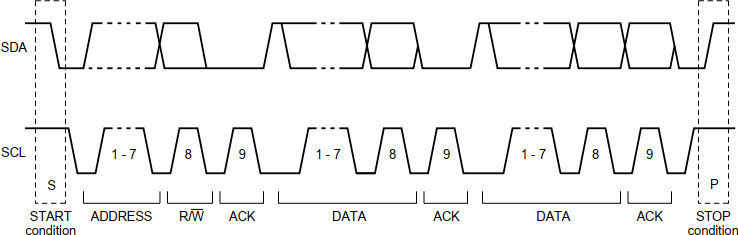 SDA
SCL
1 - 7 8 9 1 - 7 8 9 1 - 7 8 9
S P
START condition
ADDRESS R/W̅ ACK DATA ACK DATA ACK
STOP condition